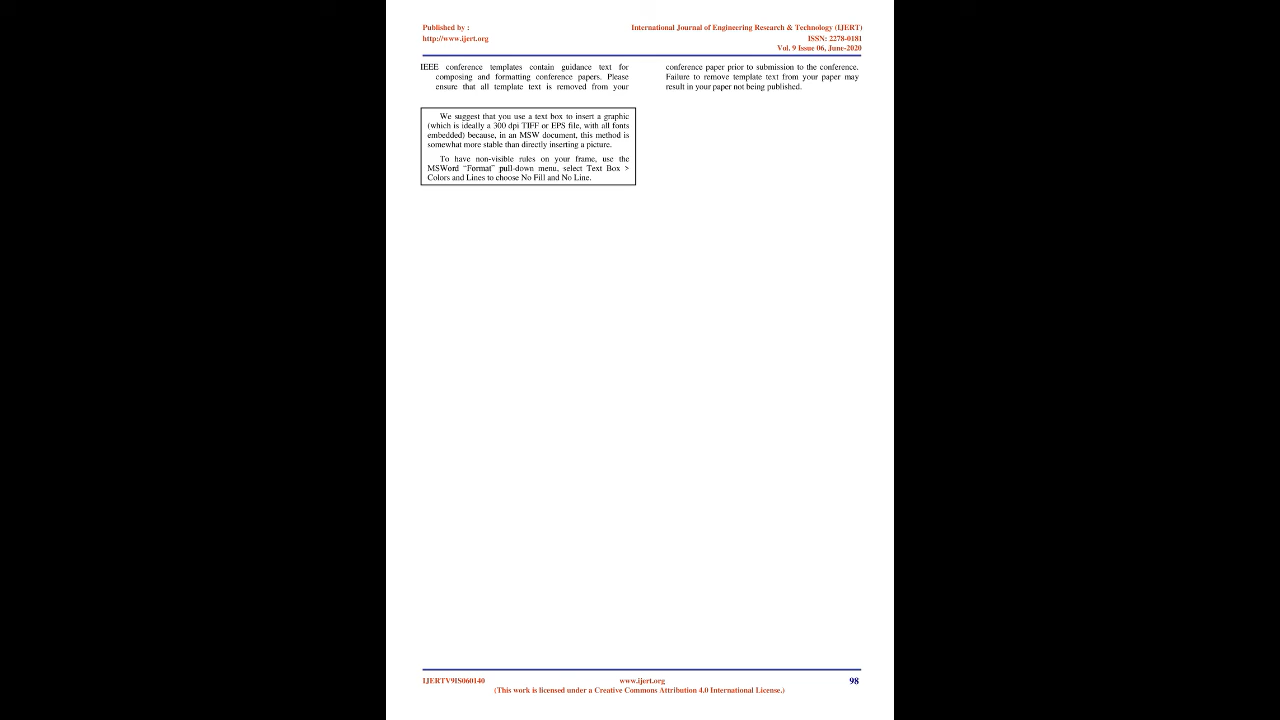 Published by :
http://www.ijert.org
International Journal of Engineering Research & Technology (IJERT)
ISSN: 2278-0181
Vol. 9 Issue 06, June-2020
IEEE conference templates contain guidance text for
composing and formatting conference papers. Please
ensure that all template text is removed from your
We suggest that you use a text box to insert a graphic
(which is ideally a 300 dpi TIFF or EPS file, with all fonts
embedded) because, in an MSW document, this method is
somewhat more stable than directly inserting a picture.
To have non-visible rules on your frame, use the
MSWord “Format” pull-down menu, select Text Box >
Colors and Lines to choose No Fill and No Line.
conference paper prior to submission to the conference.
Failure to remove template text from your paper may
result in your paper not being published.
IJERTV9IS060140
www.ijert.org
98
(This work is licensed under a Creative Commons Attribution 4.0 International License.)